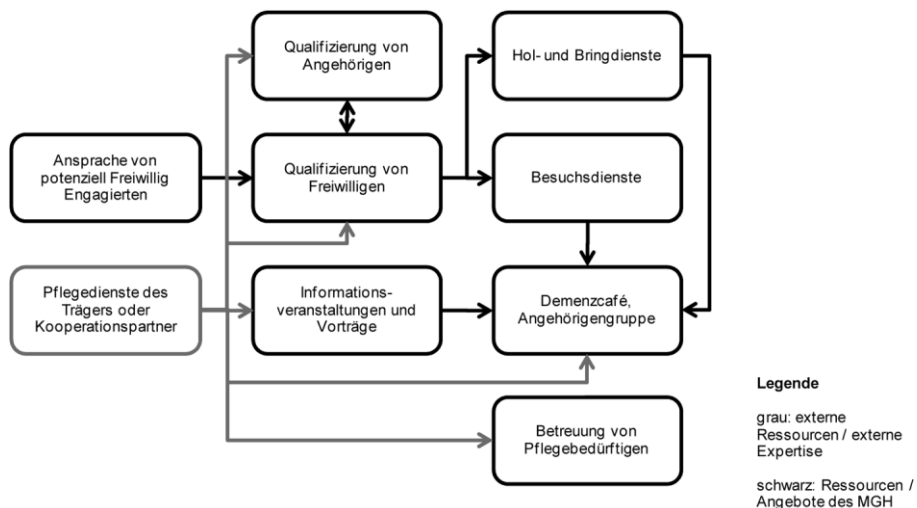 Qualifizierung von
Angehörigen
Hol- und Bringdienste
Ansprache von
potenziell Freiwillig
Engagierten
Qualifizierung von
Freiwilligen
Besuchsdienste
Pflegedienste des
Trägers oder
Kooperationspartner
Informations-
veranstaltungen und
Vorträge
Demenzcafé,
Angehörigengruppe
Betreuung von
Pflegebedürftigen
Legende
grau: externe
Ressourcen / externe
Expertise
schwarz: Ressourcen /
Angebote des MGH